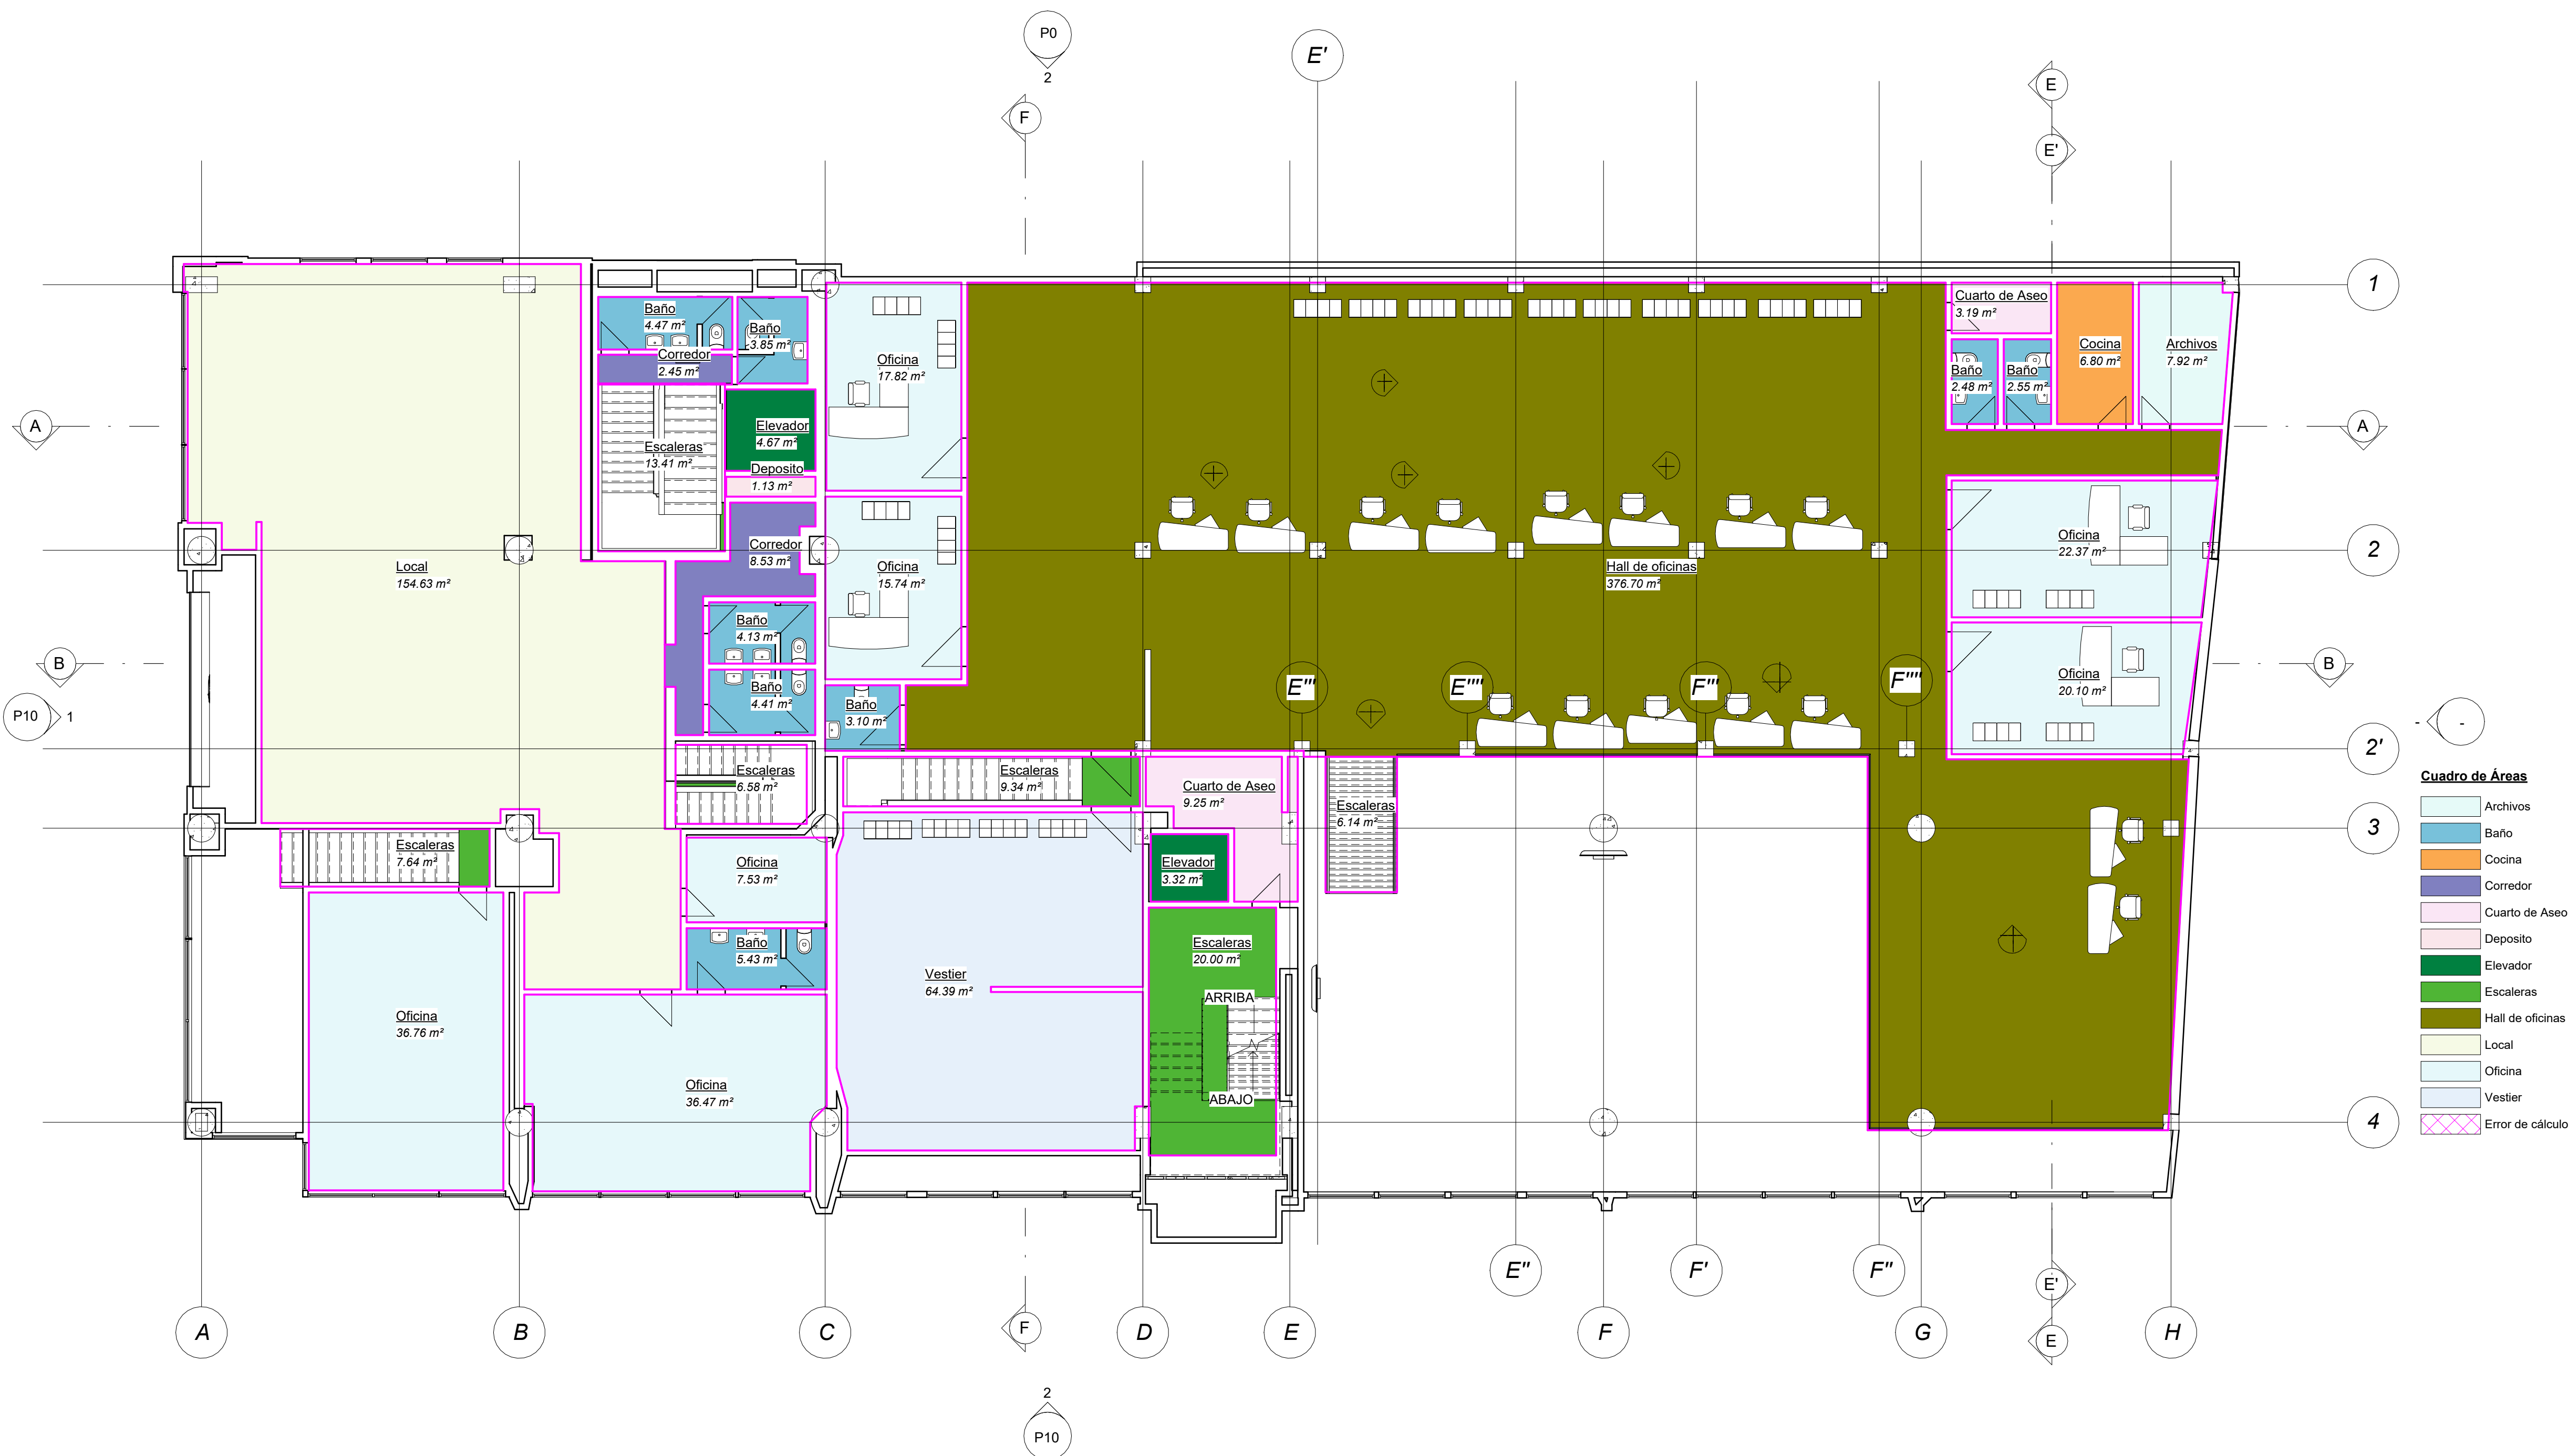 P0
2
E'
F
E
E'
1
Baño
4.47 m²
Baño
3.85 m²
Corredor
2.45 m²
Oficina
17.82 m²
Cuarto de Aseo
3.19 m²
Cocina
6.80 m²
Archivos
7.92 m²
Baño
2.48 m²
Baño
2.55 m²
A
A
Elevador
4.67 m²
Escaleras
13.41 m²
Deposito
1.13 m²
Corredor
8.53 m²
Oficina
22.37 m²
2
Local
154.63 m²
Oficina
15.74 m²
Hall de oficinas
376.70 m²
Baño
4.13 m²
B
B
Baño
4.41 m²
Baño
3.10 m²
E'''
E''''
F'''
F''''
Oficina
20.10 m²
P10
1
-
-
2'
Escaleras
6.58 m²
Escaleras
9.34 m²
Cuarto de Aseo
9.25 m²
Escaleras
6.14 m²
3
Escaleras
7.64 m²
Oficina
7.53 m²
Elevador
3.32 m²
Baño
5.43 m²
Escaleras
20.00 m²
Vestier
64.39 m²
ARRIBA
Oficina
36.76 m²
Oficina
36.47 m²
ABAJO
4
Cuadro de Áreas
Archivos
Baño
Cocina
Corredor
Cuarto de Aseo
Deposito
Elevador
Escaleras
Hall de oficinas
Local
Oficina
Vestier
Error de cálculo
E''
F'
F''
E'
A
B
C
F
D
E
F
G
E
H
2
P10